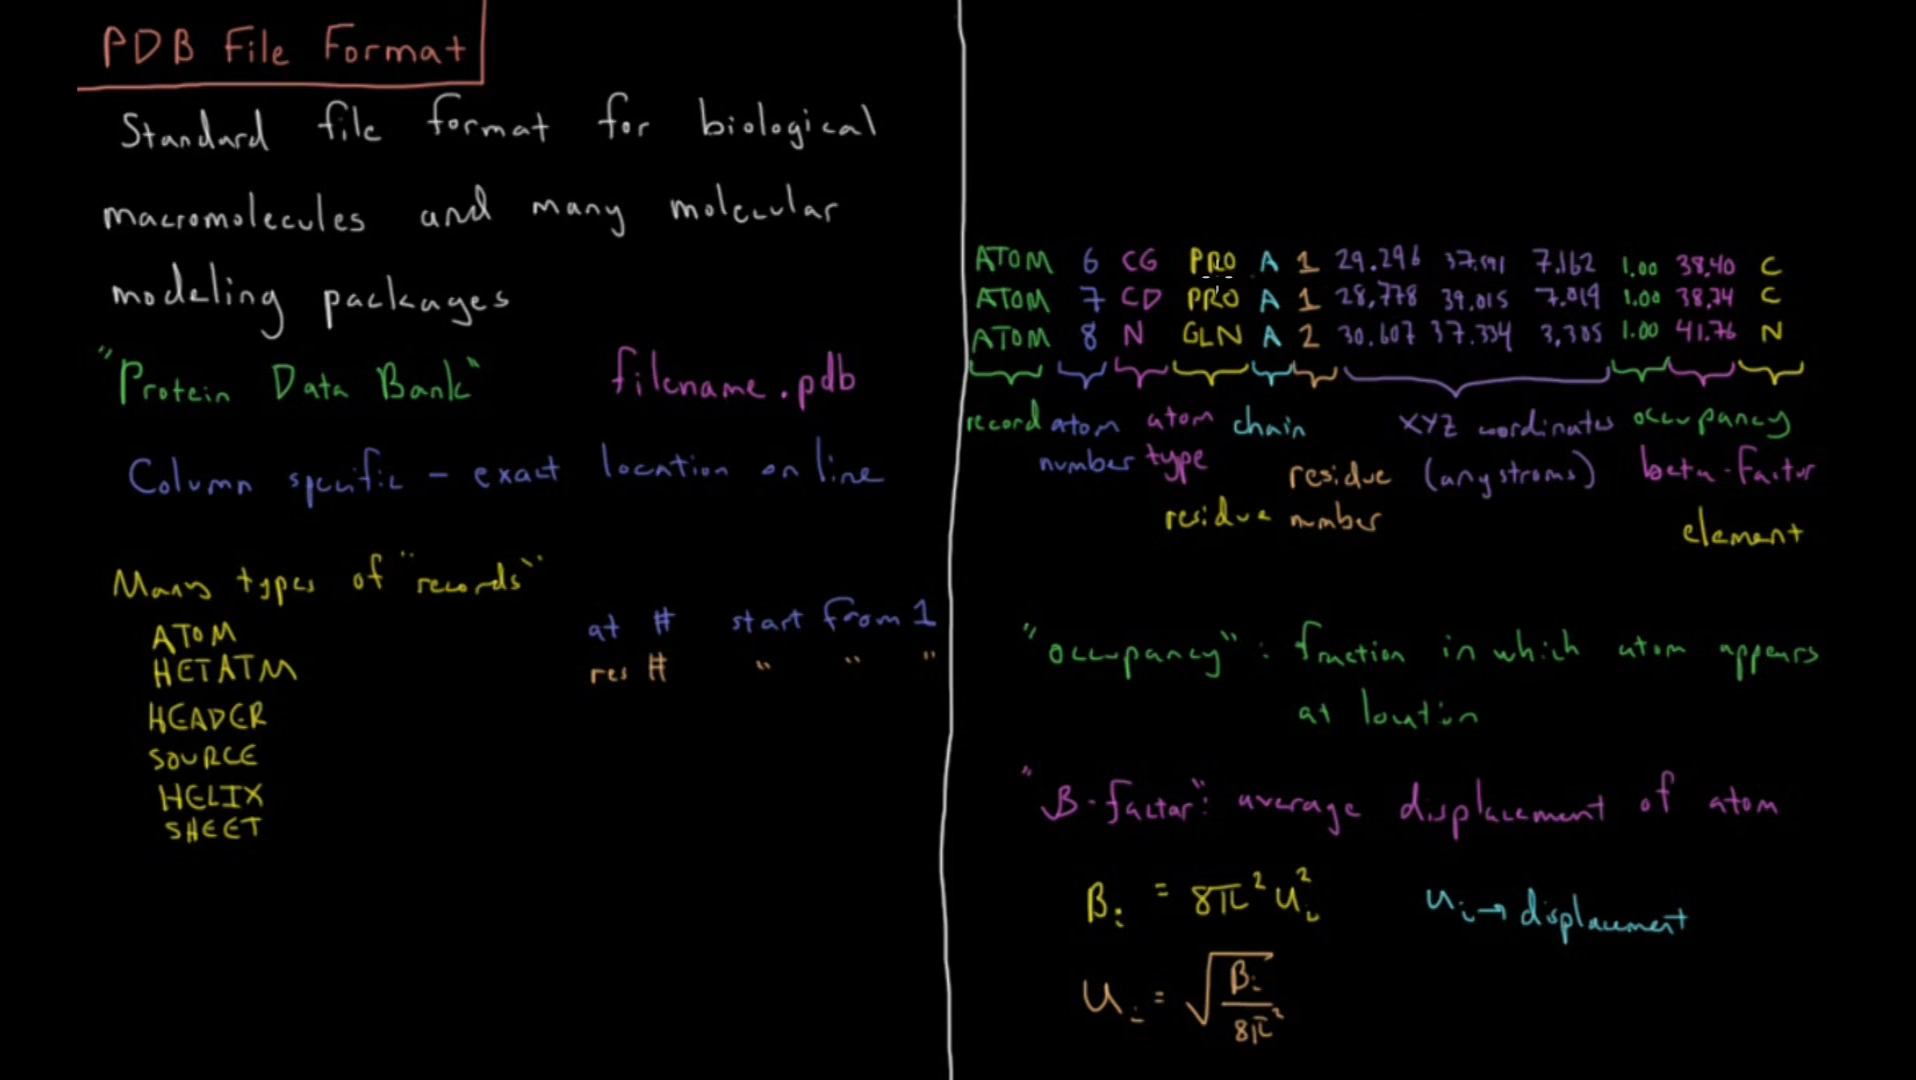 PDB File Format
Standard file format for biological
macromolecules and many molecular
modeling packages
"Protein Data Bank" filename.pdb
Column specific - exact location on line
Many types of "records"
ATOM
HETATM
HEADER
SOURCE
HELIX
SHEET
at # start from 1
res # " " "
ATOM 6 CG PRO A 1 29.296 37.591 7.162 1.00 38.40 C
ATOM 7 CD PRO A 1 28.778 39.015 7.019 1.00 38.74 C
ATOM 8 N GLN A 2 30.607 37.334 3.305 1.00 41.76 N
record atom atom chain XYZ coordinates occupancy
number type residue (angstroms) beta-factor
residue number element
"occupancy": fraction in which atom appears
at location
"β-factor": average displacement of atom
βi = 8π² ui² ui → displacement
ui = √(βi / 8π²)